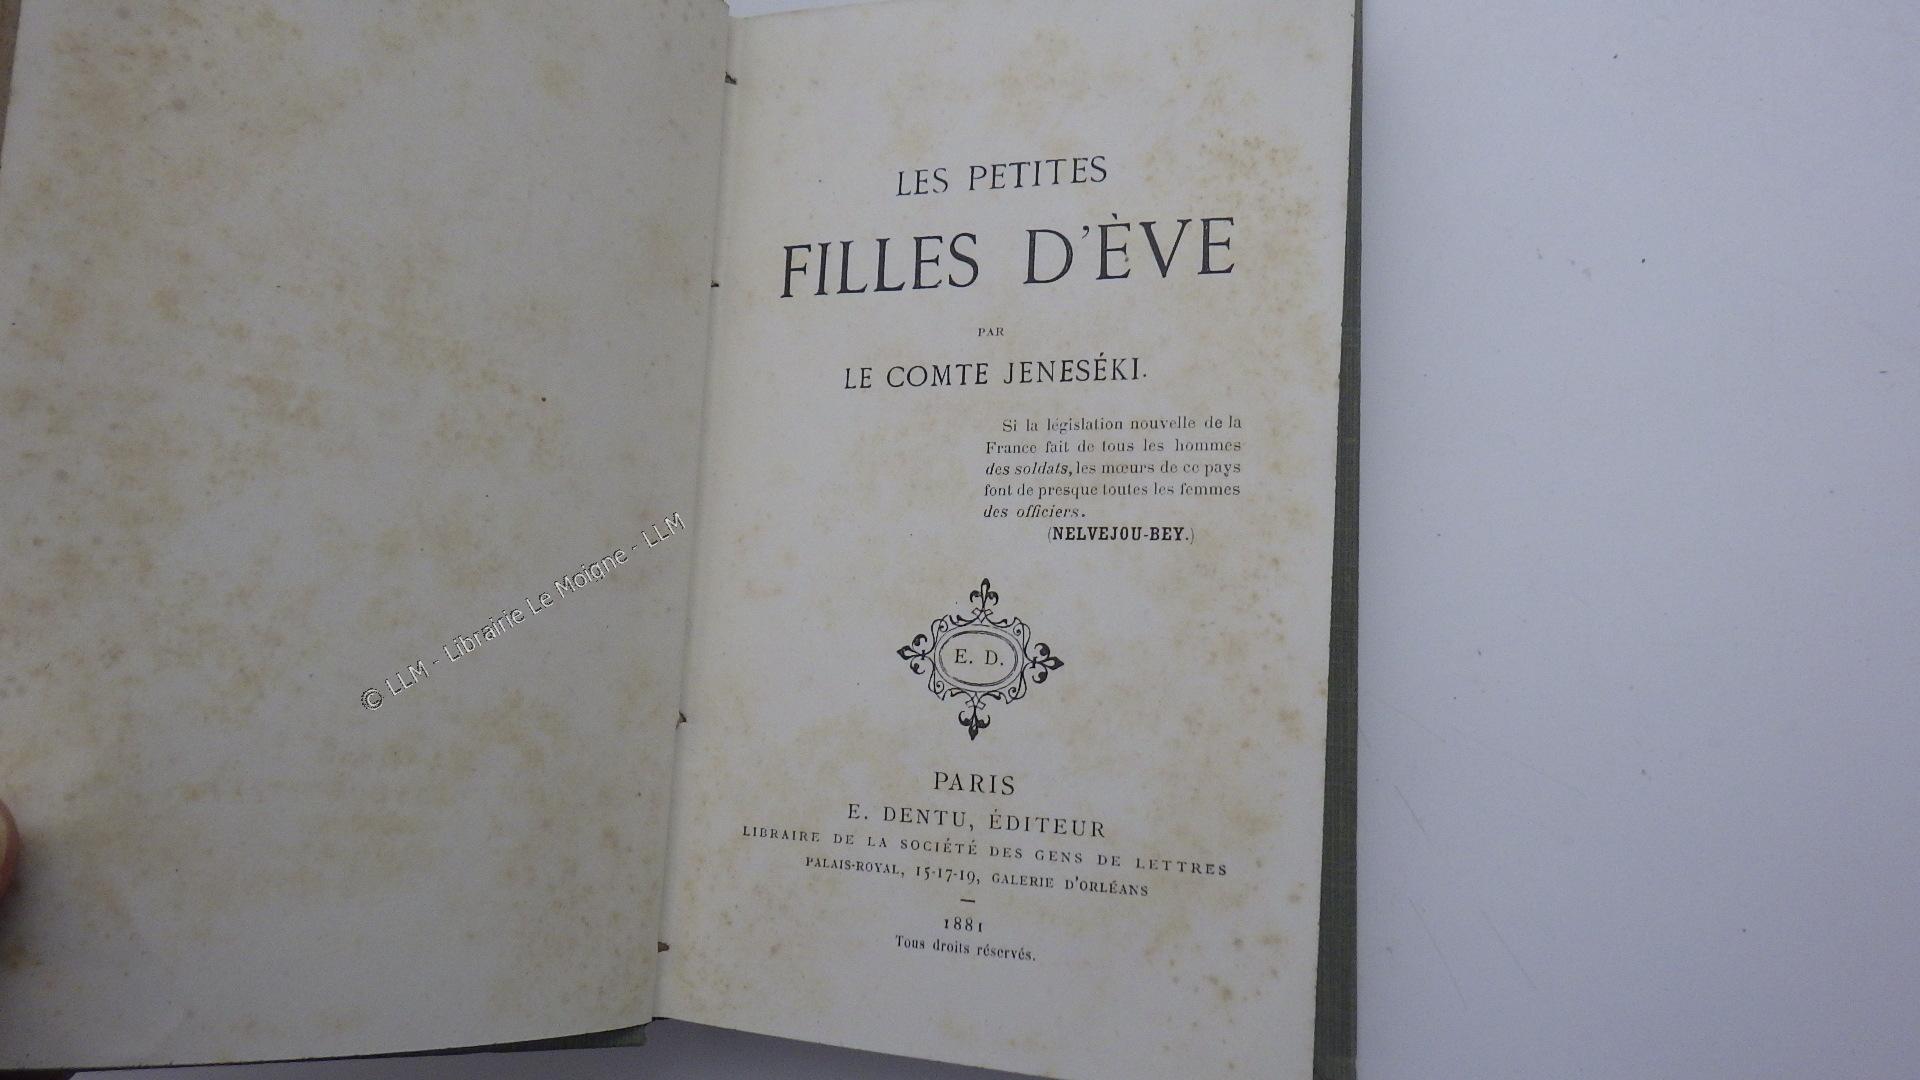 LES PETITES
FILLES D'ÈVE
PAR
LE COMTE JENESÉKI.
Si la législation nouvelle de la
France fait de tous les hommes
des soldats, les mœurs de ce pays
font de presque toutes les femmes
des officiers.
(NELVEJOU-BEY.)
E. D.
PARIS
E. DENTU, ÉDITEUR
LIBRAIRE DE LA SOCIÉTÉ DES GENS DE LETTRES
PALAIS-ROYAL, 15-17-19, GALERIE D'ORLÉANS
1881
Tous droits réservés.
© LLM - Librairie Le Moigne - LLM